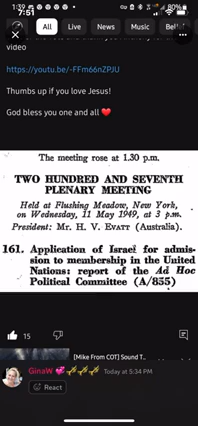 1:39
80%
7:51
All Live News Music
video
https://youtu.be/-FFm66nZPJU
Thumbs up if you love Jesus!
God bless you one and all ❤️
The meeting rose at 1.30 p.m.
TWO HUNDRED AND SEVENTH
PLENARY MEETING
Held at Flushing Meadow, New York,
on Wednesday, 11 May 1949, at 3 p.m.
President: Mr. H. V. EVATT (Australia).
161. Application of Israel for admis-
sion to membership in the United
Nations: report of the Ad Hoc
Political Committee (A/855)
15
[Mike From COT] Sound T...
GinaW Today at 5:34 PM
React